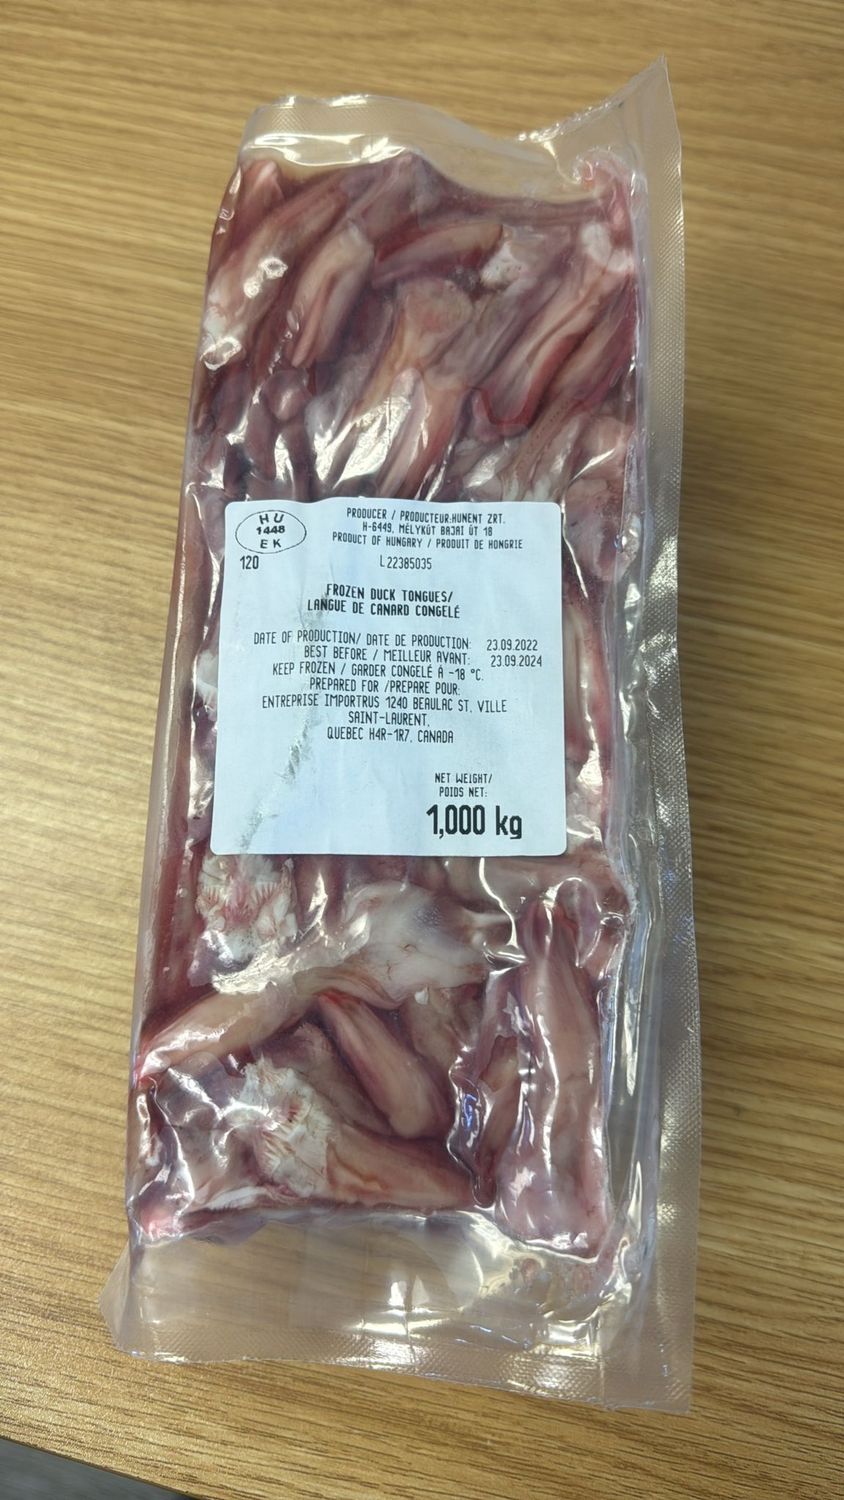 HU
1448
EK
120
PRODUCER / PRODUCTEUR:HUNENT ZRT.
H-6449, MÉLYKÚT BAJAI ÚT 18
PRODUCT OF HUNGARY / PRODUIT DE HONGRIE
L22385035
FROZEN DUCK TONGUES/
LANGUE DE CANARD CONGELÉ
DATE OF PRODUCTION/ DATE DE PRODUCTION: 23.09.2022
BEST BEFORE / MEILLEUR AVANT: 23.09.2024
KEEP FROZEN / GARDER CONGELÉ À -18 °C.
PREPARED FOR /PREPARE POUR:
ENTREPRISE IMPORTRUS 1240 BEAULAC ST. VILLE
SAINT-LAURENT,
QUEBEC H4R-1R7, CANADA
NET WEIGHT/
POIDS NET:
1,000 kg